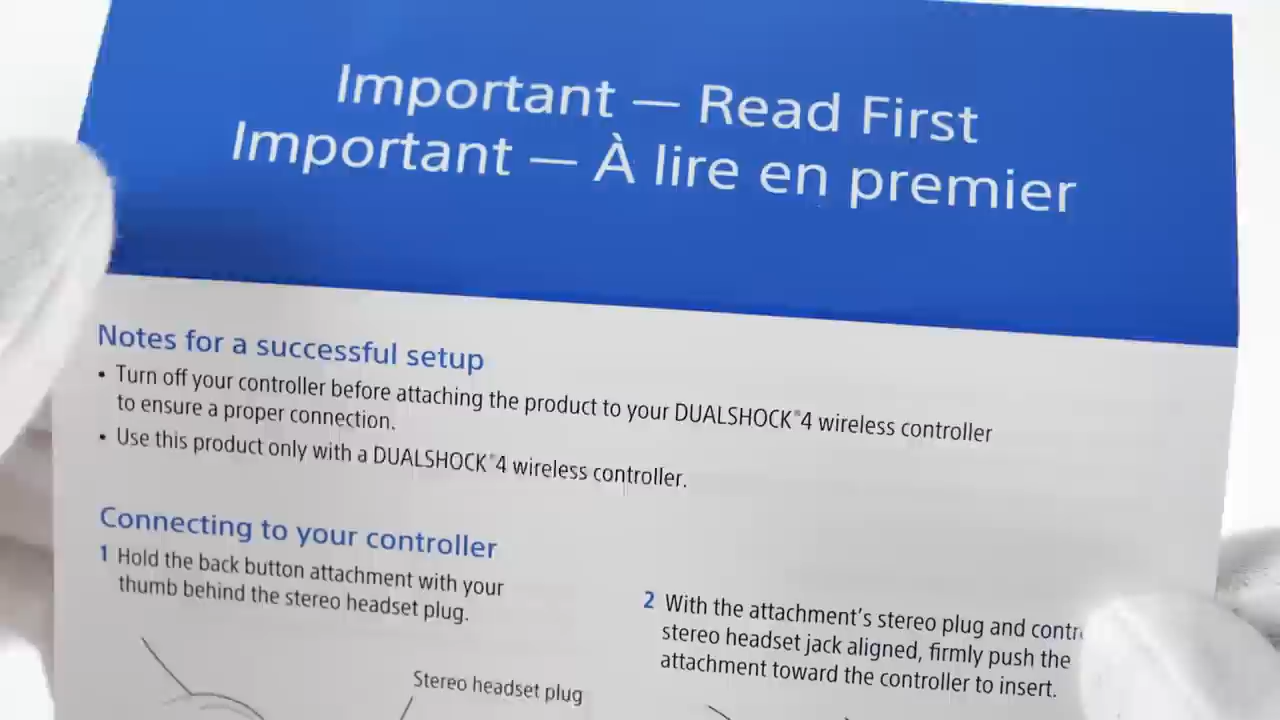 Important — Read First
Important — À lire en premier
Notes for a successful setup
• Turn off your controller before attaching the product to your DUALSHOCK®4 wireless controller
to ensure a proper connection.
• Use this product only with a DUALSHOCK®4 wireless controller.
Connecting to your controller
1 Hold the back button attachment with your
thumb behind the stereo headset plug.
Stereo headset plug
2 With the attachment's stereo plug and
stereo headset jack aligned, firmly push the
attachment toward the controller to insert.